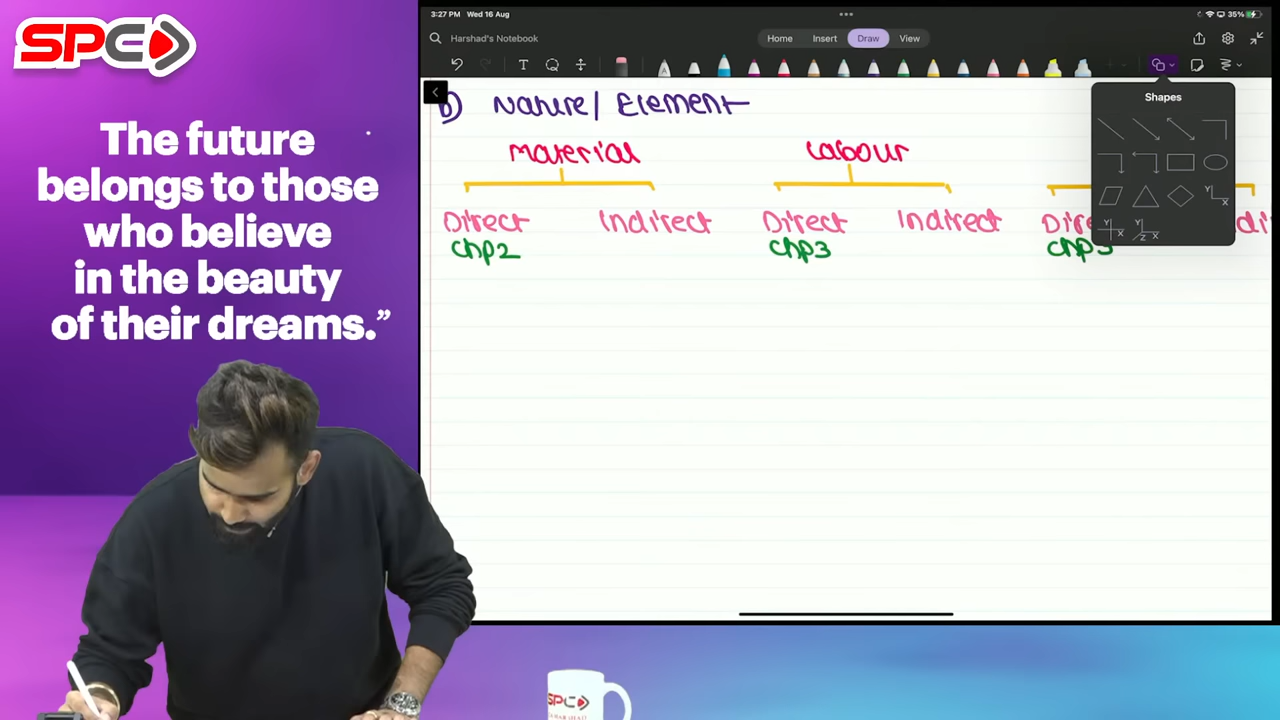 SPC
The future
belongs to those
who believe
in the beauty
of their dreams.”
3:27 PM Wed 16 Aug
35%
Harshad's Notebook
Home Insert Draw View
Shapes
b) Nature/ Element
Material Labour
Direct Indirect Direct Indirect
Chp2 Chp3 Chp5
SPC